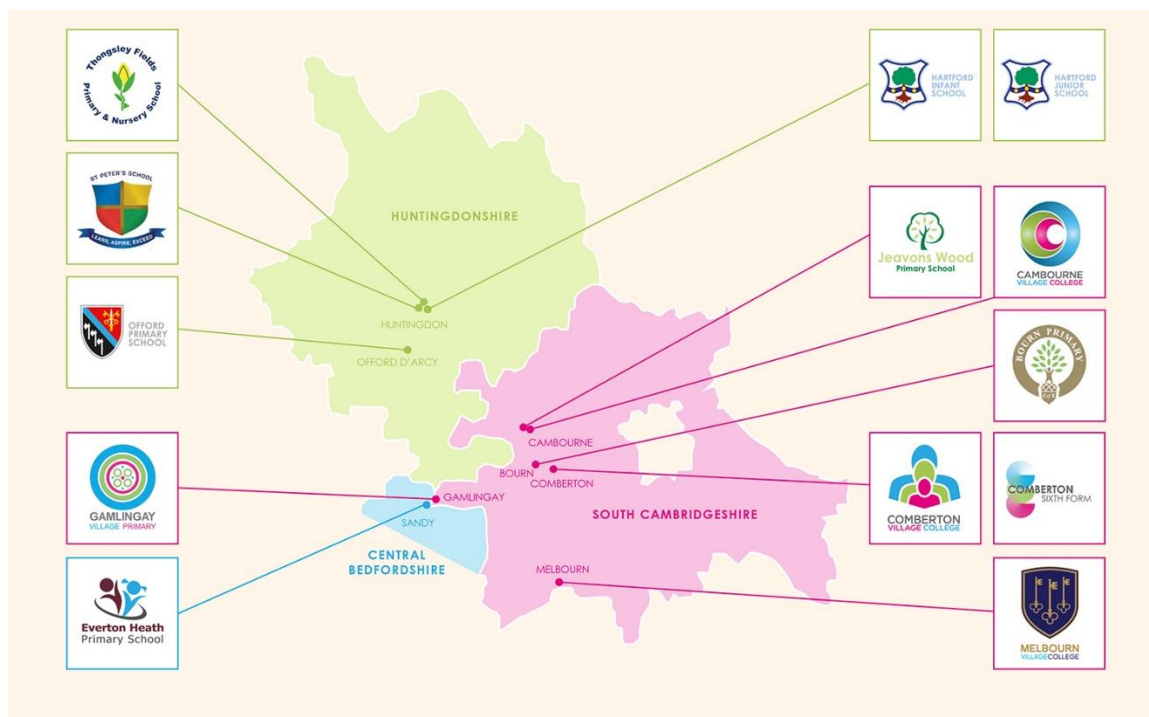 Thongsley Fields
Primary & Nursery School
ST PETER'S SCHOOL
LEARN, ASPIRE, EXCEED
OFFORD
PRIMARY
SCHOOL
GAMLINGAY
VILLAGE PRIMARY
Everton Heath
Primary School
HUNTINGDONSHIRE
HUNTINGDON
OFFORD D'ARCY
CAMBOURNE
BOURN
COMBERTON
GAMLINGAY
SANDY
SOUTH CAMBRIDGESHIRE
CENTRAL
BEDFORDSHIRE
MELBOURN
HARTFORD
INFANT
SCHOOL
HARTFORD
JUNIOR
SCHOOL
Jeavons Wood
Primary School
CAMBOURNE
VILLAGE COLLEGE
BOURN PRIMARY
CofE
COMBERTON
VILLAGE COLLEGE
COMBERTON
SIXTH FORM
MELBOURN
VILLAGECOLLEGE